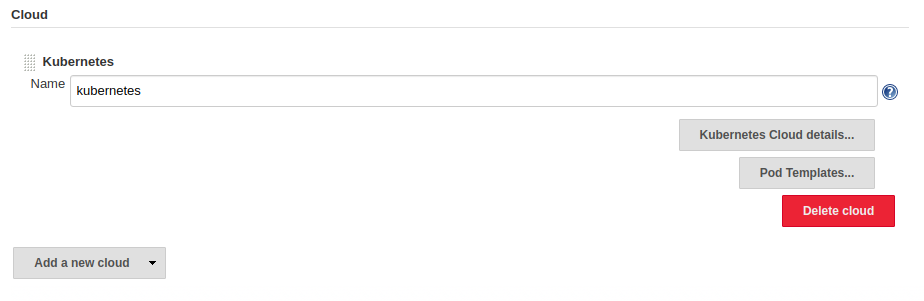 Cloud
Kubernetes
Name kubernetes ?
Kubernetes Cloud details...
Pod Templates...
Delete cloud
Add a new cloud